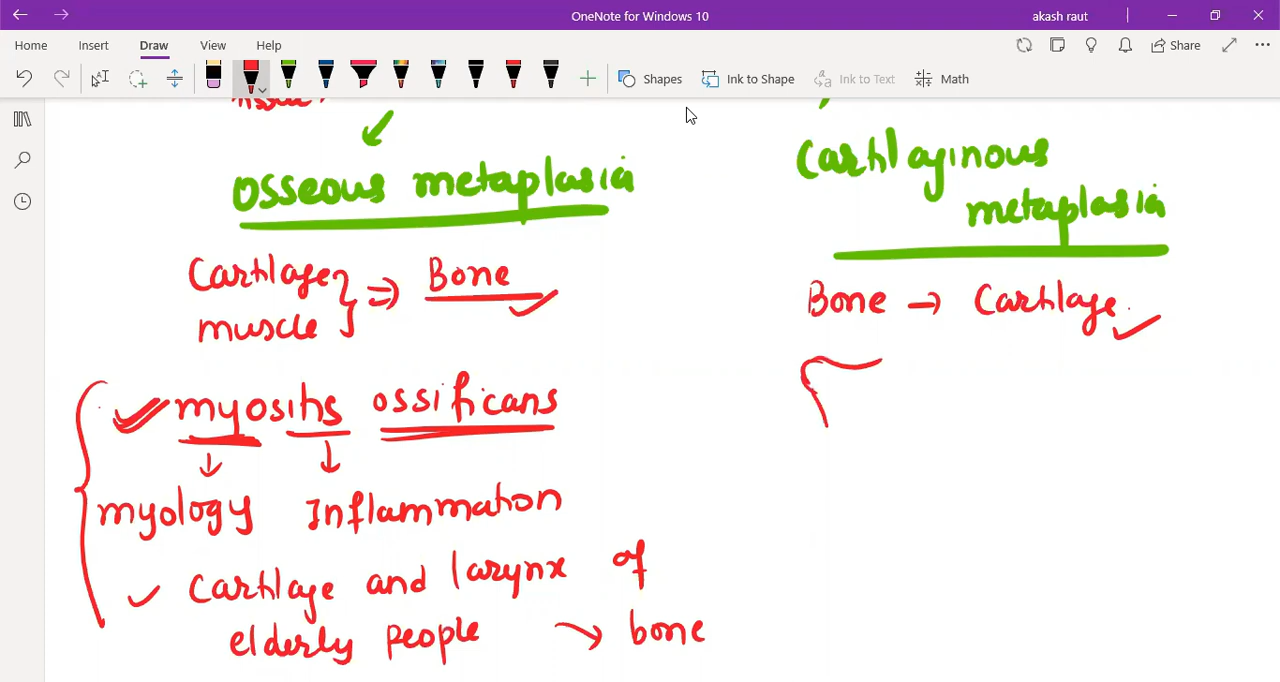 OneNote for Windows 10
akash raut
Home Insert Draw View Help
Share
Shapes Ink to Shape Ink to Text Math
tissue
osseous metaplasia
Cartilage
muscle } ⇒ Bone
myositis ossificans
myology Inflammation
Cartilage and larynx of
elderly people → bone
Cartilaginous
metaplasia
Bone → Cartilage.